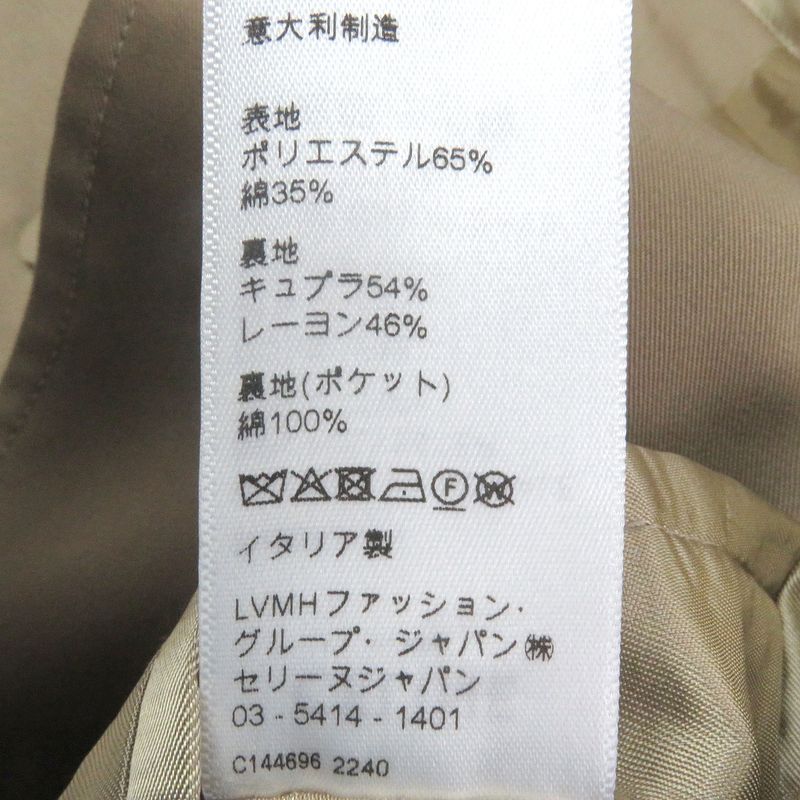 意大利制造
表地
ポリエステル65%
綿35%
裏地
キュプラ54%
レーヨン46%
裏地(ポケット)
綿100%
F W
イタリア製
LVMHファッション・
グループ・ジャパン㈱
セリーヌジャパン
03 - 5414 - 1401
C144696 2240